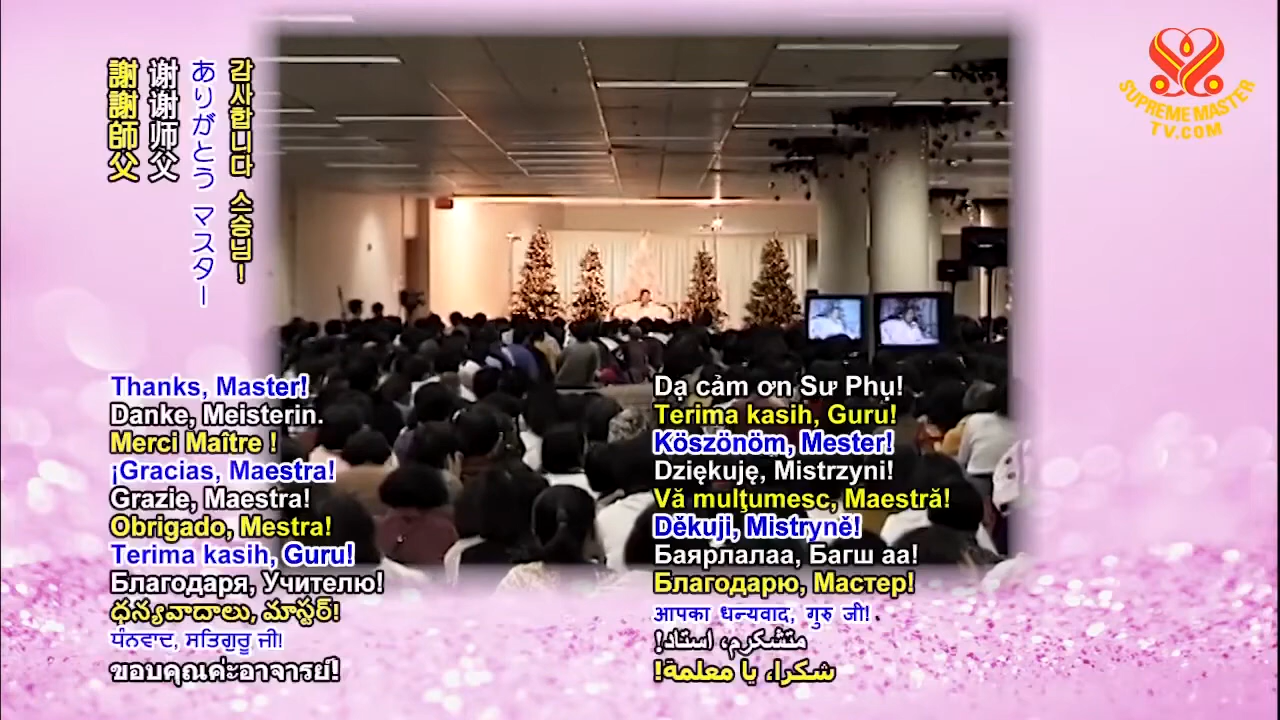 謝謝師父
谢谢师父
ありがとう マスター
감사합니다 스승님!
SUPREME MASTER
TV.COM
Thanks, Master!
Danke, Meisterin.
Merci Maître !
¡Gracias, Maestra!
Grazie, Maestra!
Obrigado, Mestra!
Terima kasih, Guru!
Благодаря, Учителю!
ధన్యవాదాలు, మాస్టర్!
ਧੰਨਵਾਦ, ਸਤਿਗੁਰੂ ਜੀ!
ขอบคุณค่ะอาจารย์!
Dạ cảm ơn Sư Phụ!
Terima kasih, Guru!
Köszönöm, Mester!
Dziękuję, Mistrzyni!
Vă mulţumesc, Maestră!
Děkuji, Mistryně!
Баярлалаа, Багш аа!
Благодарю, Мастер!
आपका धन्यवाद, गुरु जी!.
متشکرم، استاد!
شكرا، يا معلمة!